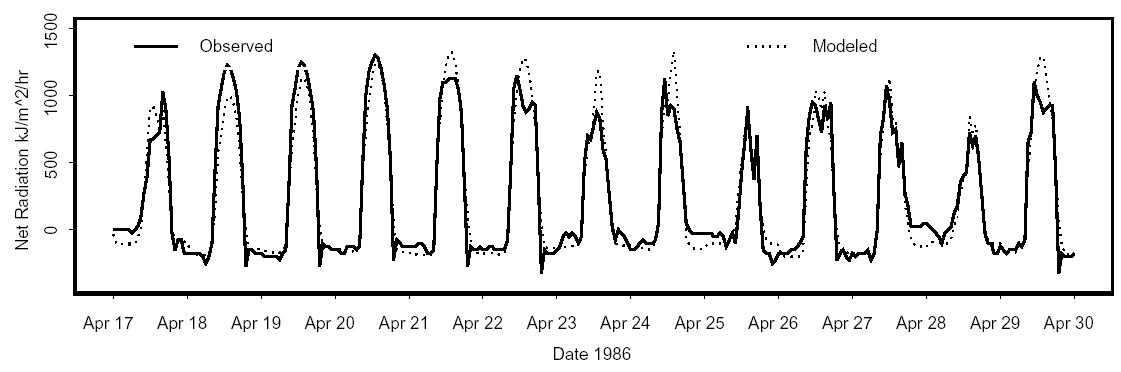 1500
Observed
Modeled
1000
500
0
Net Radiation kJ/m^2/hr
Apr 17 Apr 18 Apr 19 Apr 20 Apr 21 Apr 22 Apr 23 Apr 24 Apr 25 Apr 26 Apr 27 Apr 28 Apr 29 Apr 30
Date 1986